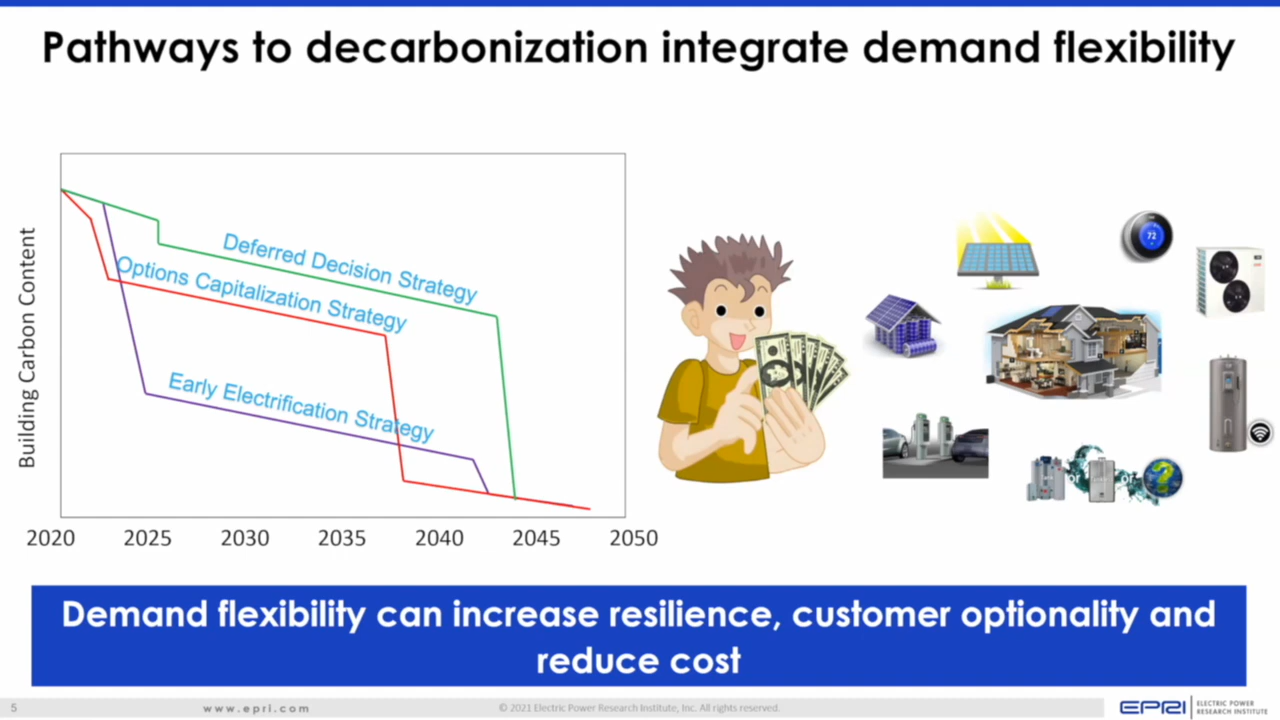 Pathways to decarbonization integrate demand flexibility
Building Carbon Content
Deferred Decision Strategy
Options Capitalization Strategy
Early Electrification Strategy
2020 2025 2030 2035 2040 2045 2050
72
or or ?
Demand flexibility can increase resilience, customer optionality and
reduce cost
5 www.epri.com © 2021 Electric Power Research Institute, Inc. All rights reserved.
EPRI
ELECTRIC POWER
RESEARCH INSTITUTE